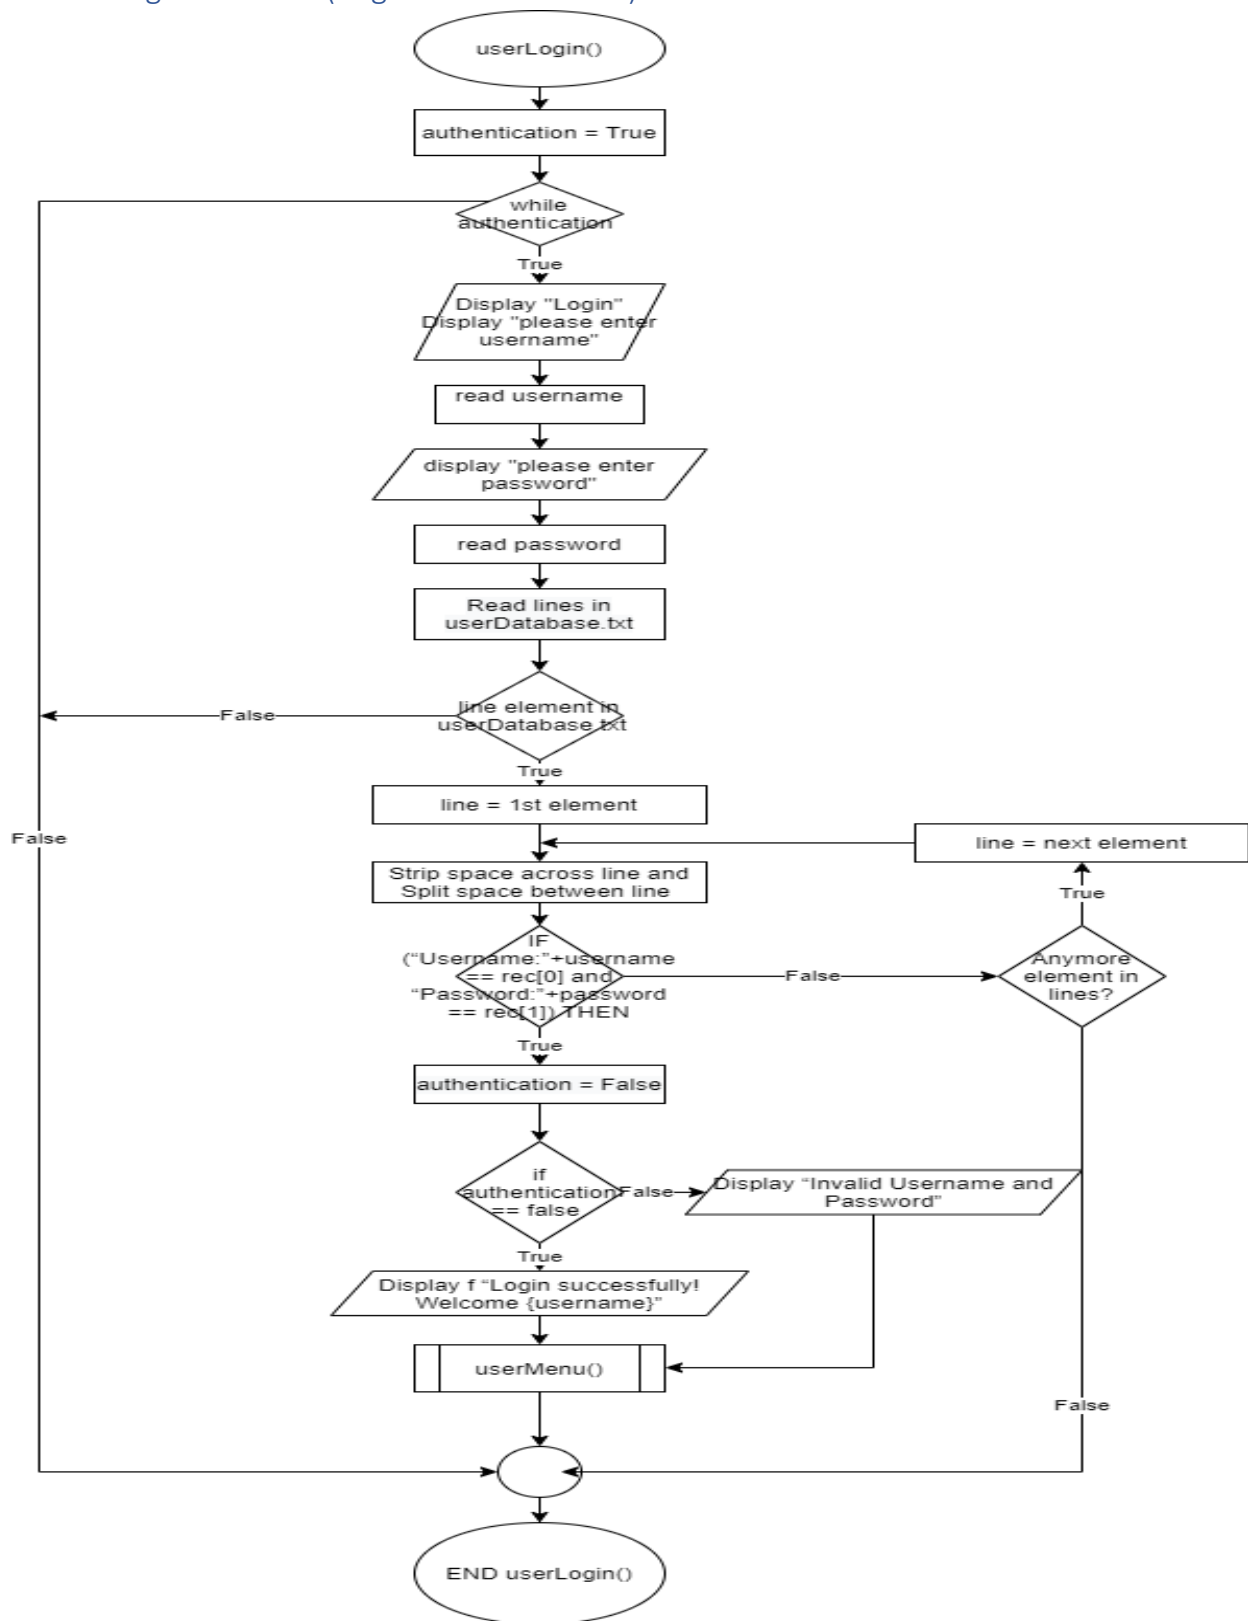 userLogin()
authentication = True
while
authentication
True
Display "Login"
Display "please enter
username"
read username
display "please enter
password"
read password
Read lines in
userDatabase.txt
line element in
userDatabase.txt
False
True
line = 1st element
False
line = next element
Strip space across line and
Split space between line
True
IF
(“Username:”+username
== rec[0] and
“Password:”+password
== rec[1]) THEN
False
Anymore
element in
lines?
True
authentication = False
if
authentication
== false
False
Display “Invalid Username and
Password”
True
Display f “Login successfully!
Welcome {username}”
userMenu()
False
END userLogin()